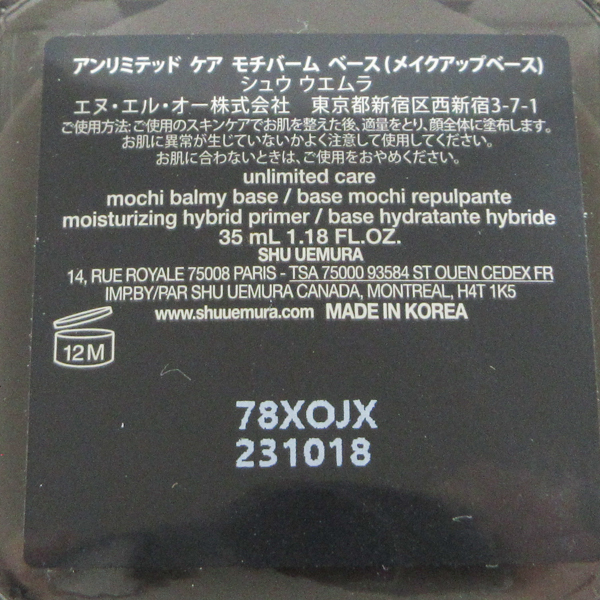 アンリミテッド ケア モチバーム ベース(メイクアップベース)
シュウ ウエムラ
エヌ・エル・オー株式会社 東京都新宿区西新宿3-7-1
ご使用方法:ご使用のスキンケアでお肌を整えた後、適量をとり、顔全体に塗布します。
お肌に異常が生じていないかよく注意して使用してください。
お肌に合わないときは、ご使用をおやめください。
unlimited care
mochi balmy base / base mochi repulpante
moisturizing hybrid primer / base hydratante hybride
35 mL 1.18 FL.OZ.
SHU UEMURA
14, RUE ROYALE 75008 PARIS - TSA 75000 93584 ST OUEN CEDEX FR
IMP.BY/PAR SHU UEMURA CANADA, MONTREAL, H4T 1K5
www.shuuemura.com MADE IN KOREA
12M
78XOJX
231018